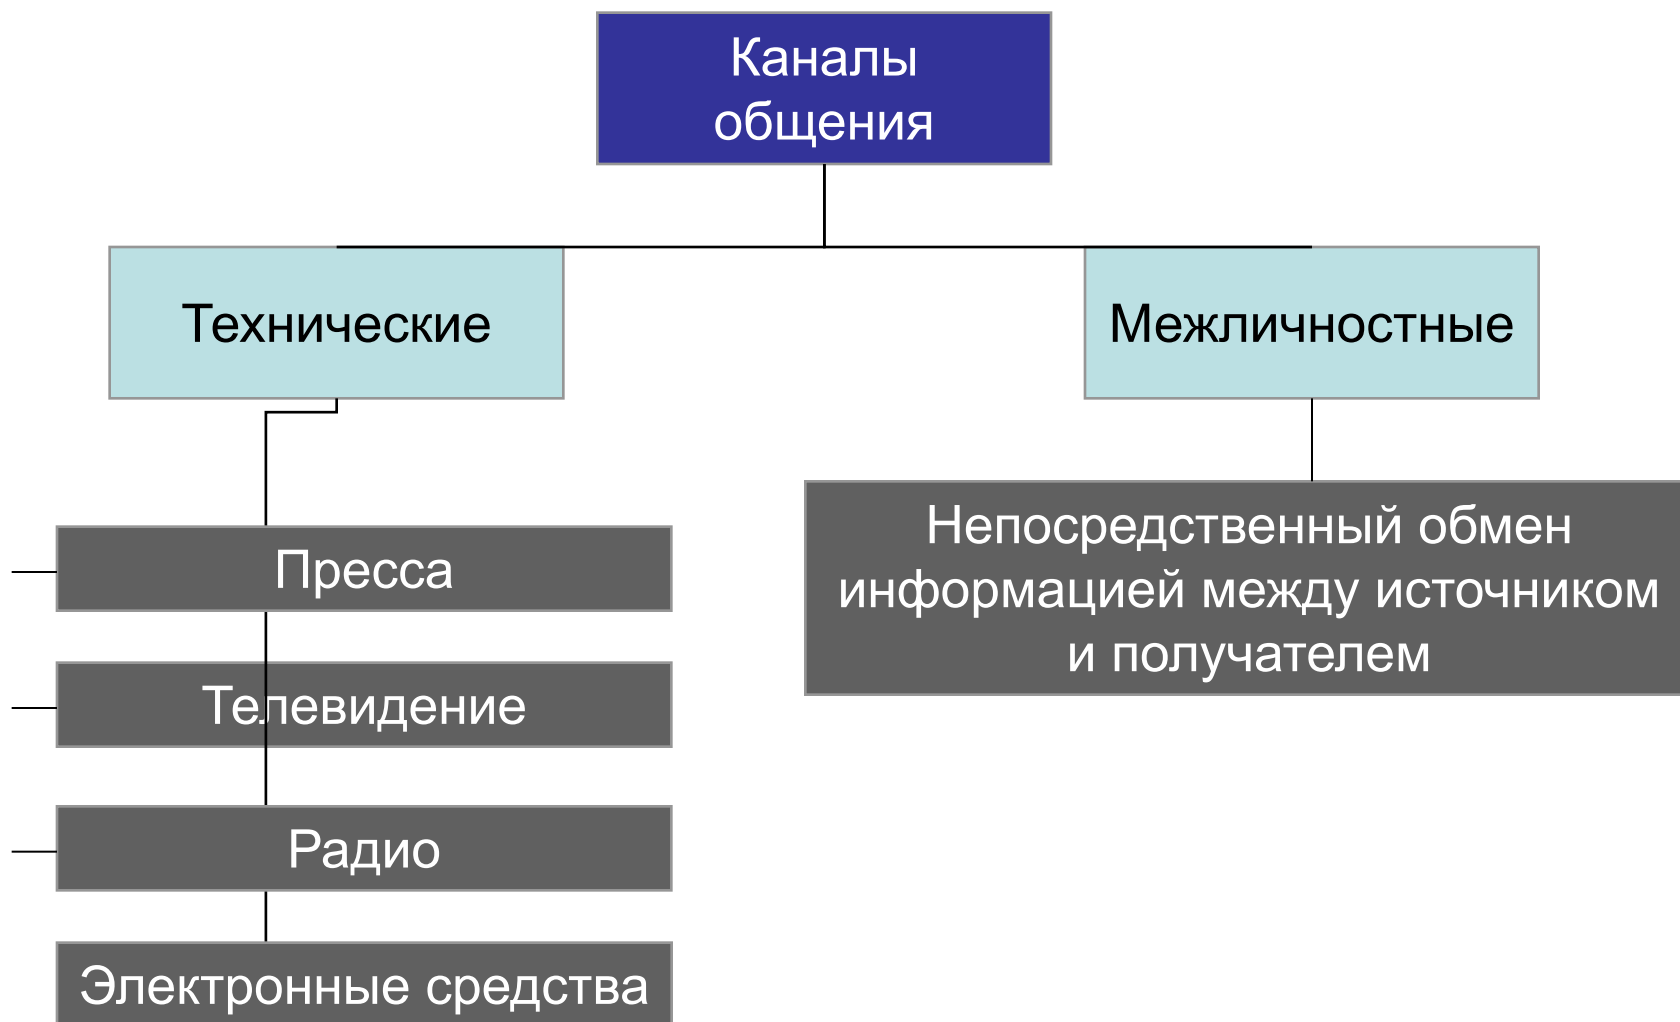 Каналы
общения
Технические
Межличностные
Пресса
Телевидение
Радио
Электронные средства
Непосредственный обмен
информацией между источником
и получателем